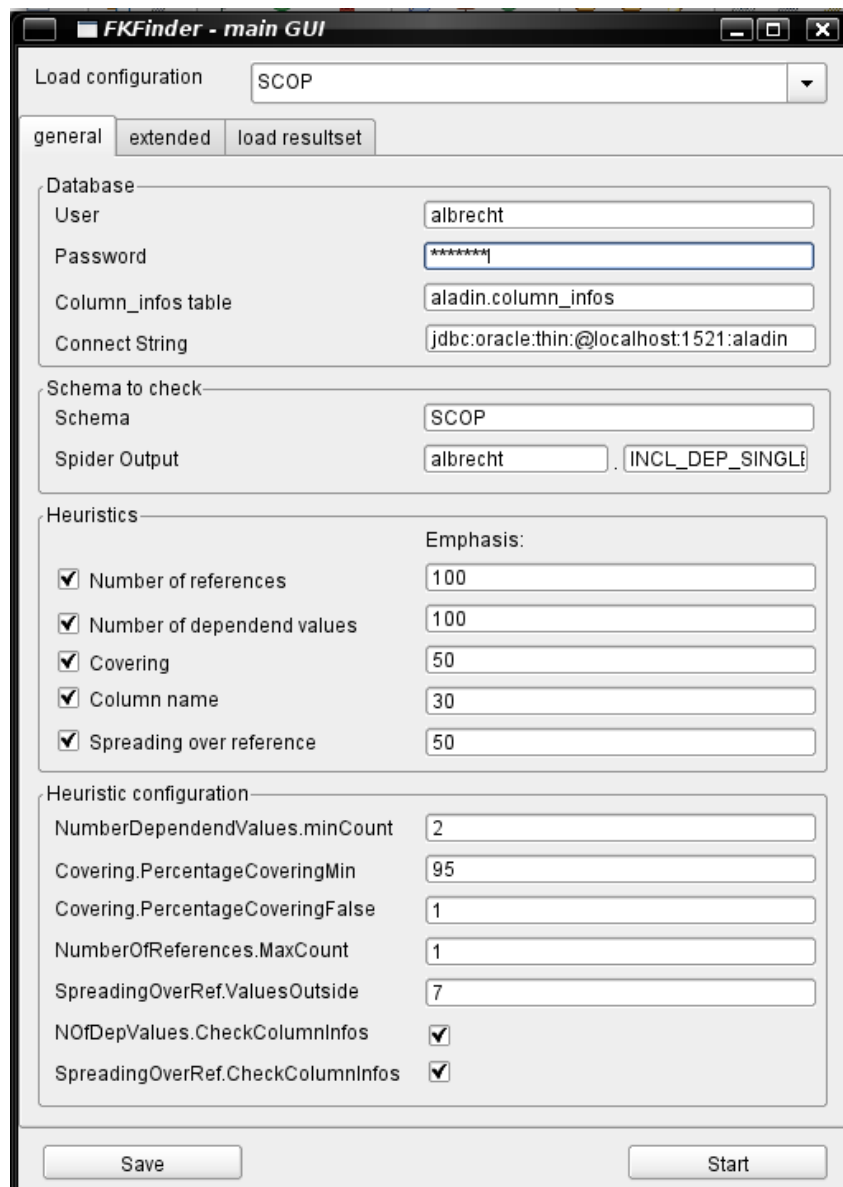 FKFinder - main GUI
Load configuration SCOP
general extended load resultset
Database
User albrecht
Password *******
Column_infos table aladin.column_infos
Connect String jdbc:oracle:thin:@localhost:1521:aladin
Schema to check
Schema SCOP
Spider Output albrecht . INCL_DEP_SINGLE
Heuristics
Emphasis:
Number of references 100
Number of dependend values 100
Covering 50
Column name 30
Spreading over reference 50
Heuristic configuration
NumberDependendValues.minCount 2
Covering.PercentageCoveringMin 95
Covering.PercentageCoveringFalse 1
NumberOfReferences.MaxCount 1
SpreadingOverRef.ValuesOutside 7
NOfDepValues.CheckColumnInfos
SpreadingOverRef.CheckColumnInfos
Save Start